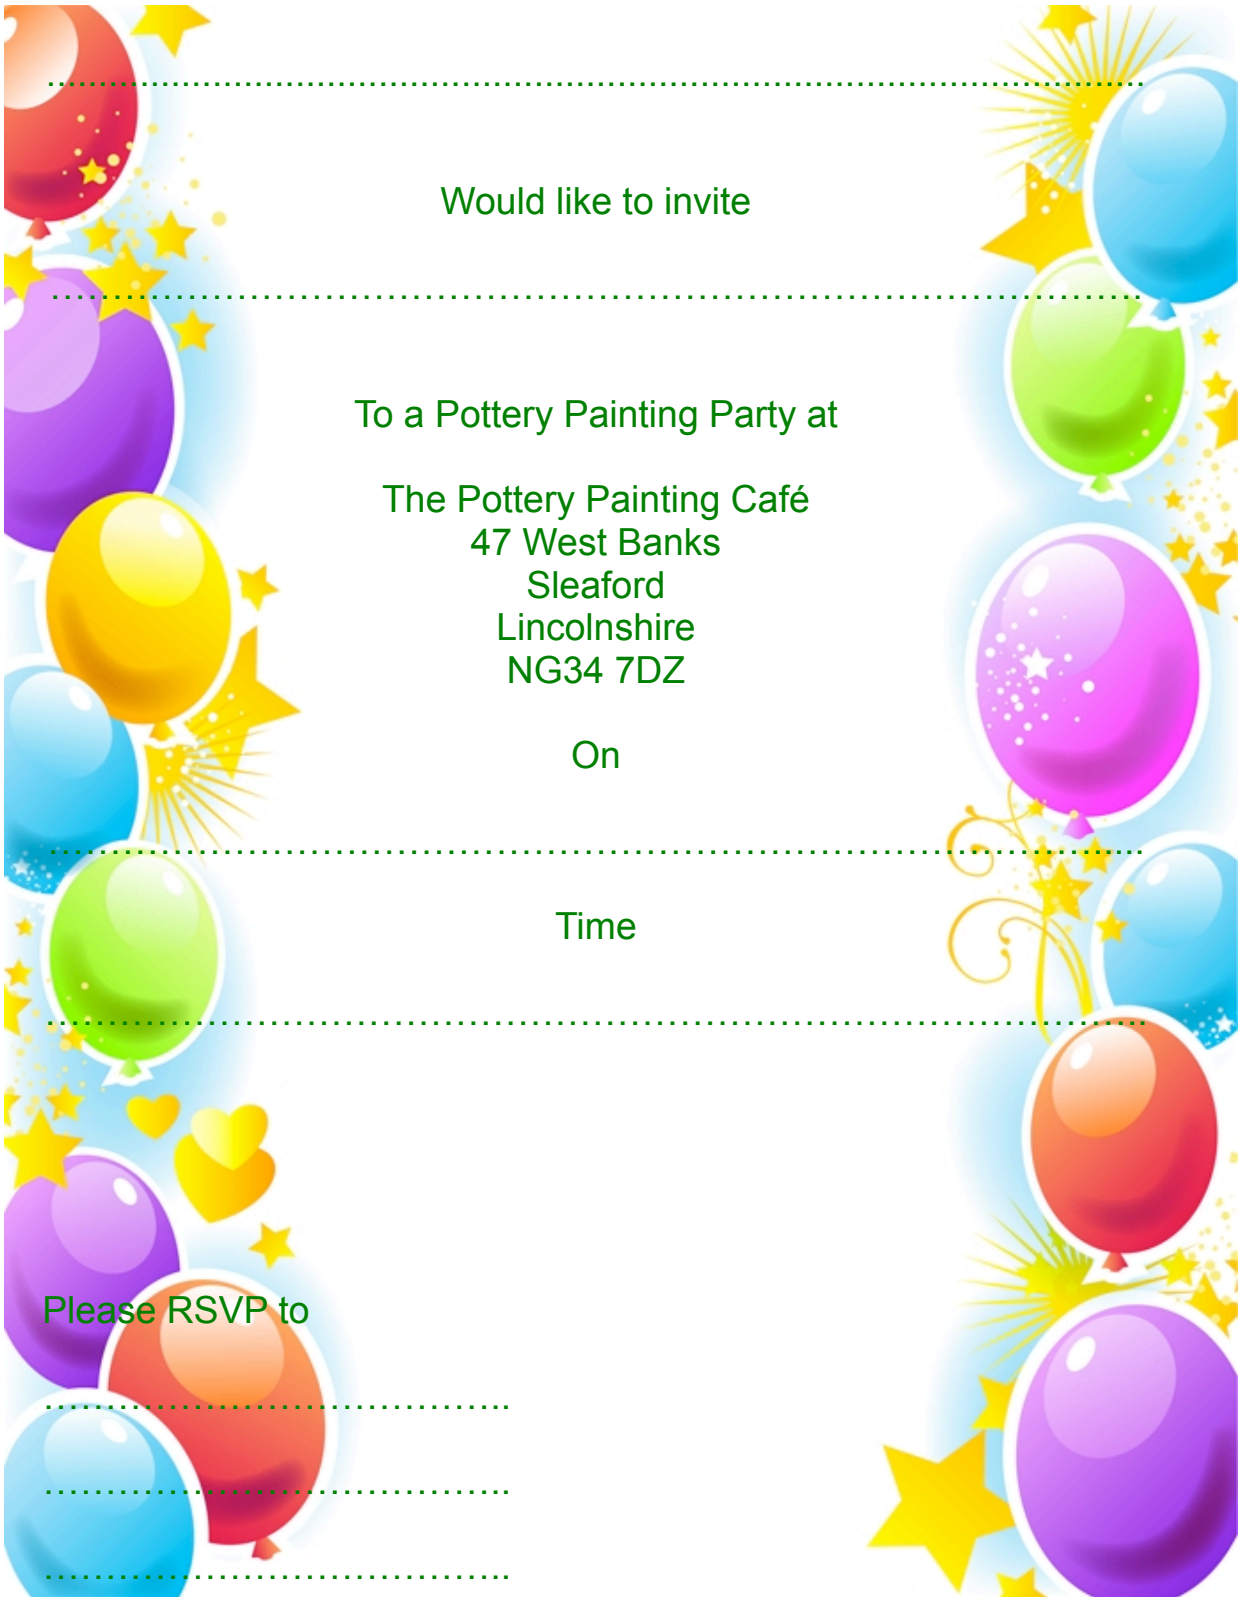 ………………………………………………………………………………
Would like to invite
………………………………………………………………………………
To a Pottery Painting Party at
The Pottery Painting Café
47 West Banks
Sleaford
Lincolnshire
NG34 7DZ
On
………………………………………………………………………………
Time
………………………………………………………………………………
Please RSVP to
………………………………..
………………………………..
………………………………..